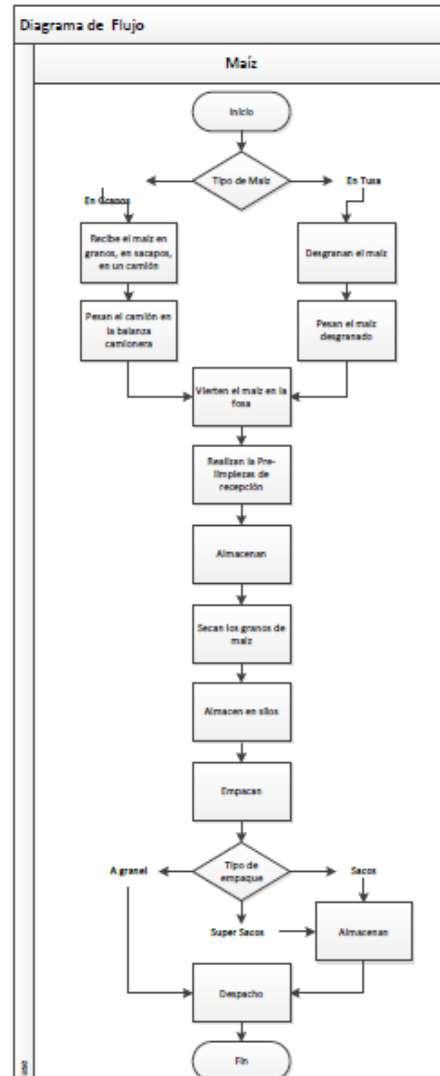 Diagrama de Flujo
Maíz
Inicio
Tipo de Maíz
En Granos
En Tusa
Recibe el maíz en
granos, en sacapos,
en un camión
Desgranan el maíz
Pesan el camión en
la balanza
camionera
Pesan el maíz
desgranado
Vierten el maíz en la
fosa
Realizan la Pre-
limpiezas de
recepción
Almacenan
Secan los granos de
maíz
Almacen en silos
Empacan
Tipo de
empaque
A granel
Sacos
Super Sacos
Almacenan
Despacho
Fin